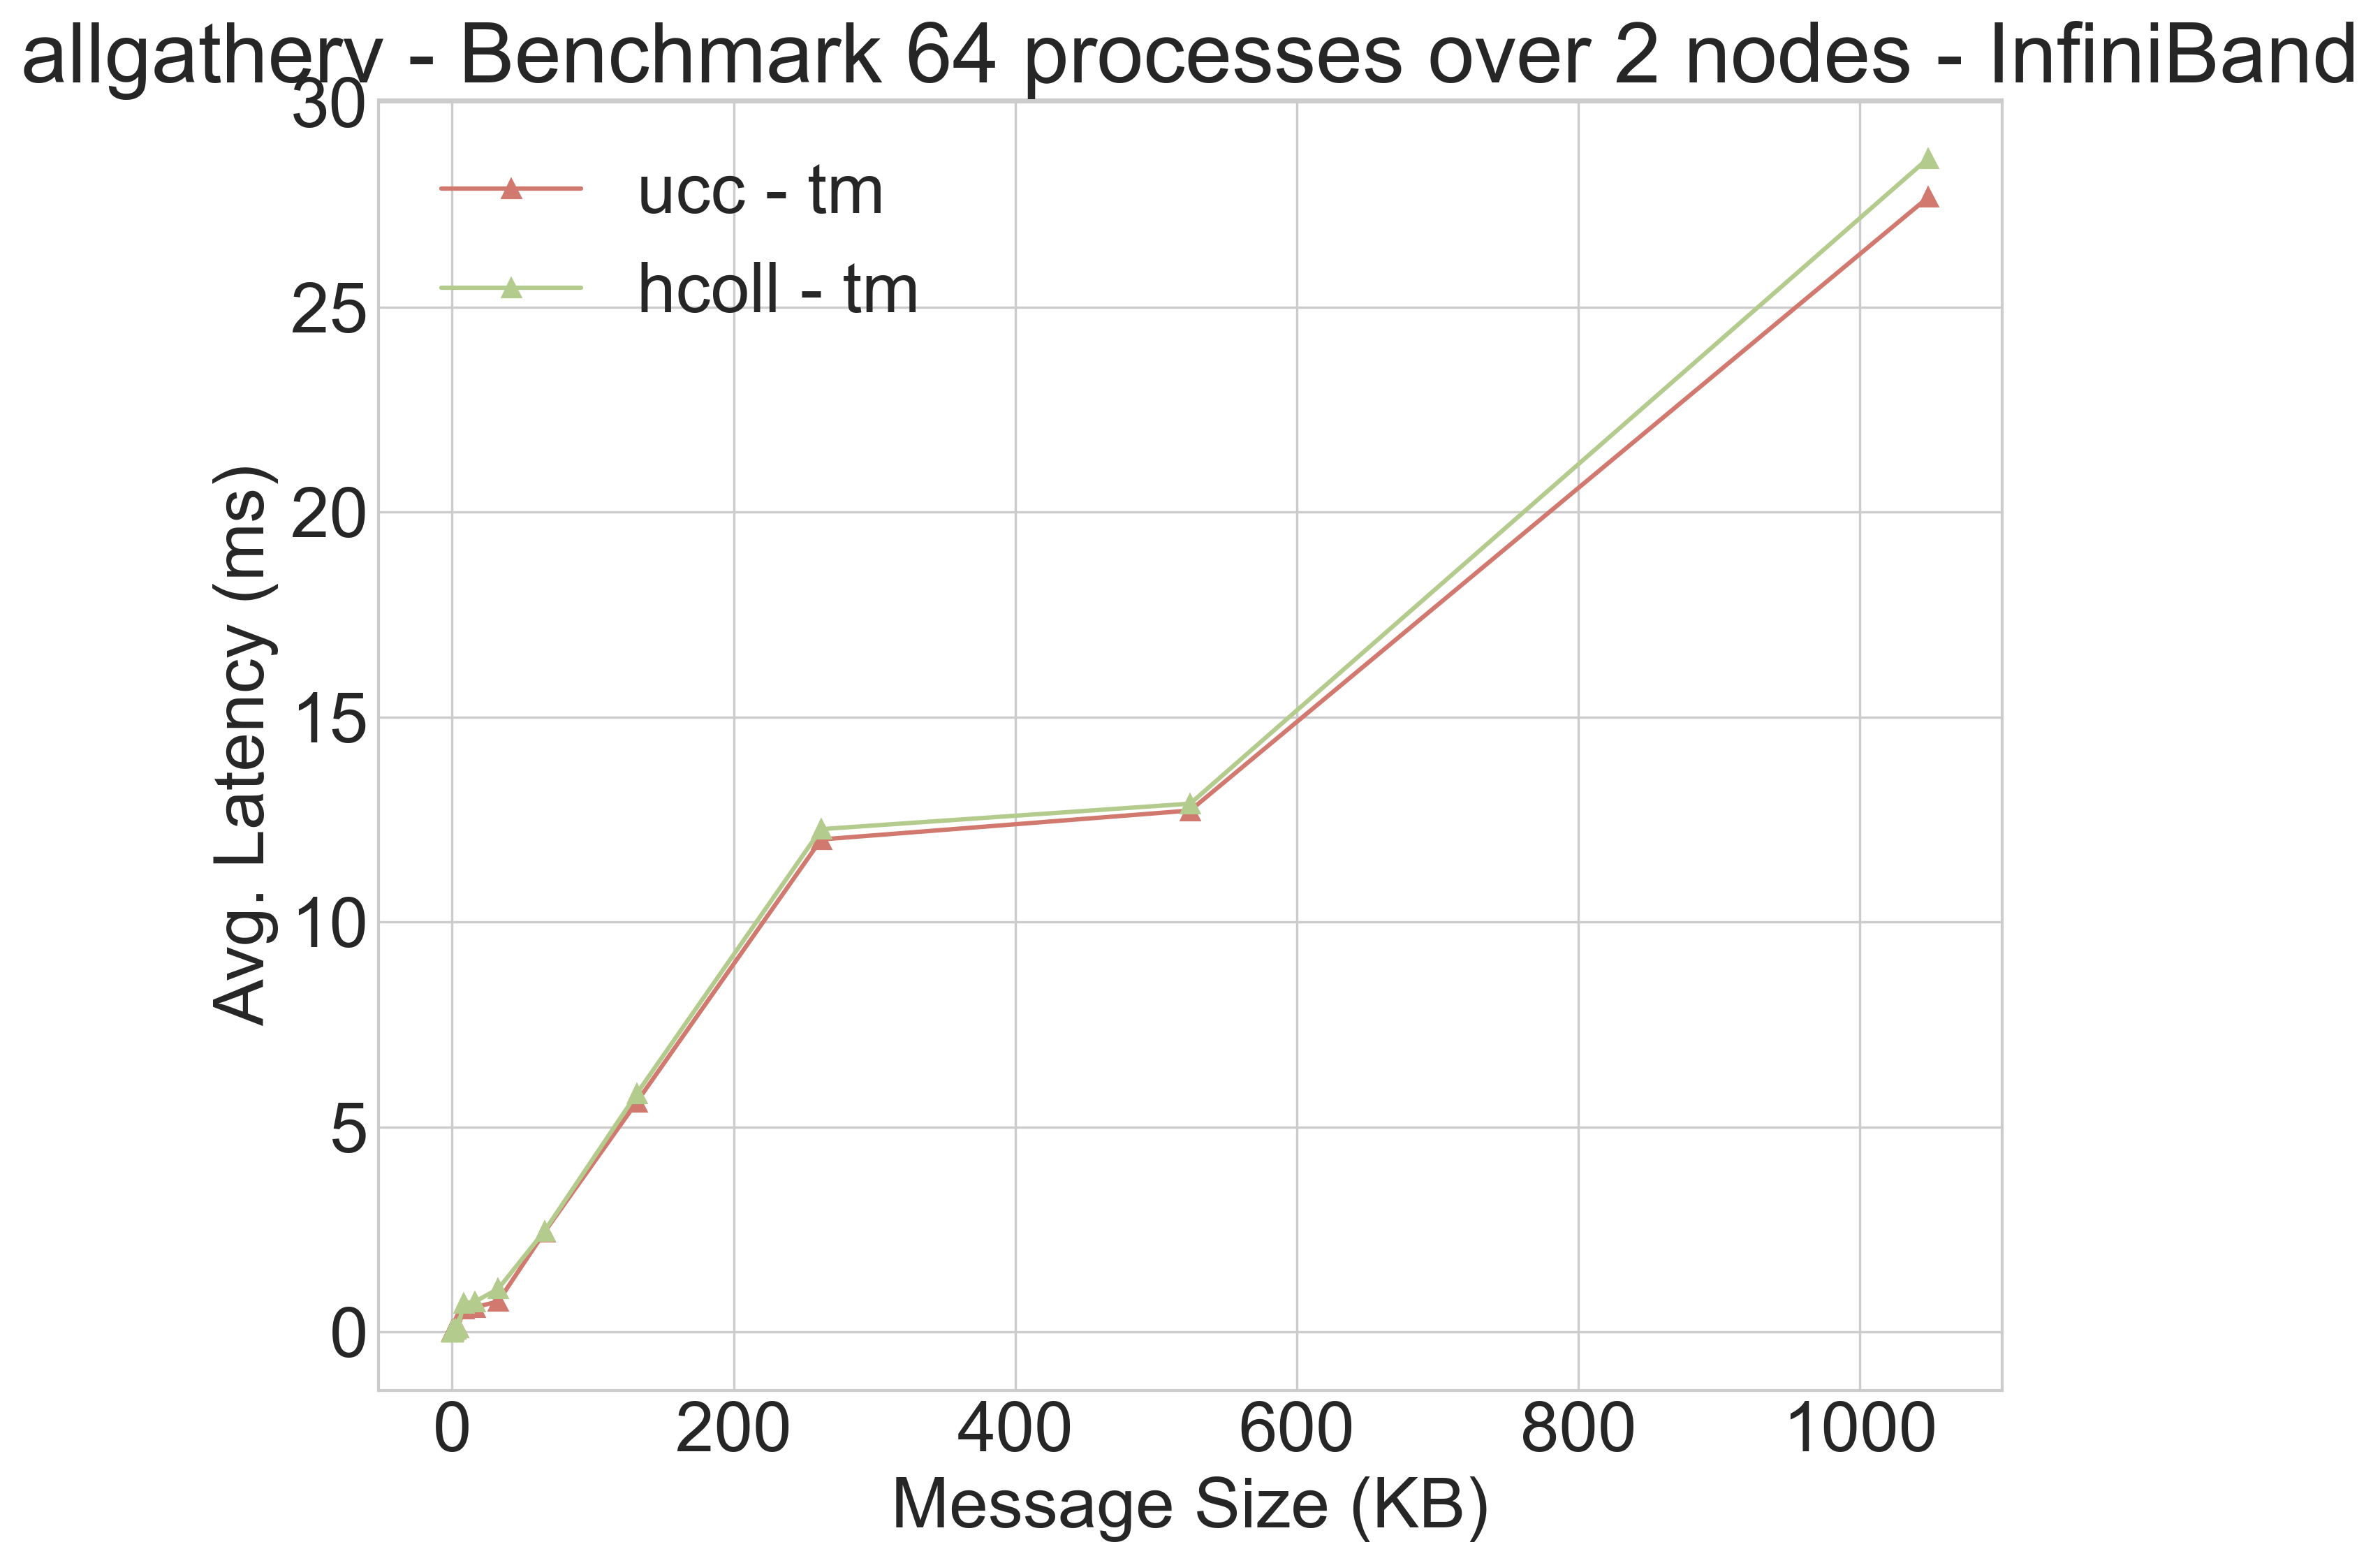 allgatherv - Benchmark 64 processes over 2 nodes - InfiniBand
30
25
20
15
10
5
0
ucc - tm
hcoll - tm
Avg. Latency (ms)
0 200 400 600 800 1000
Message Size (KB)